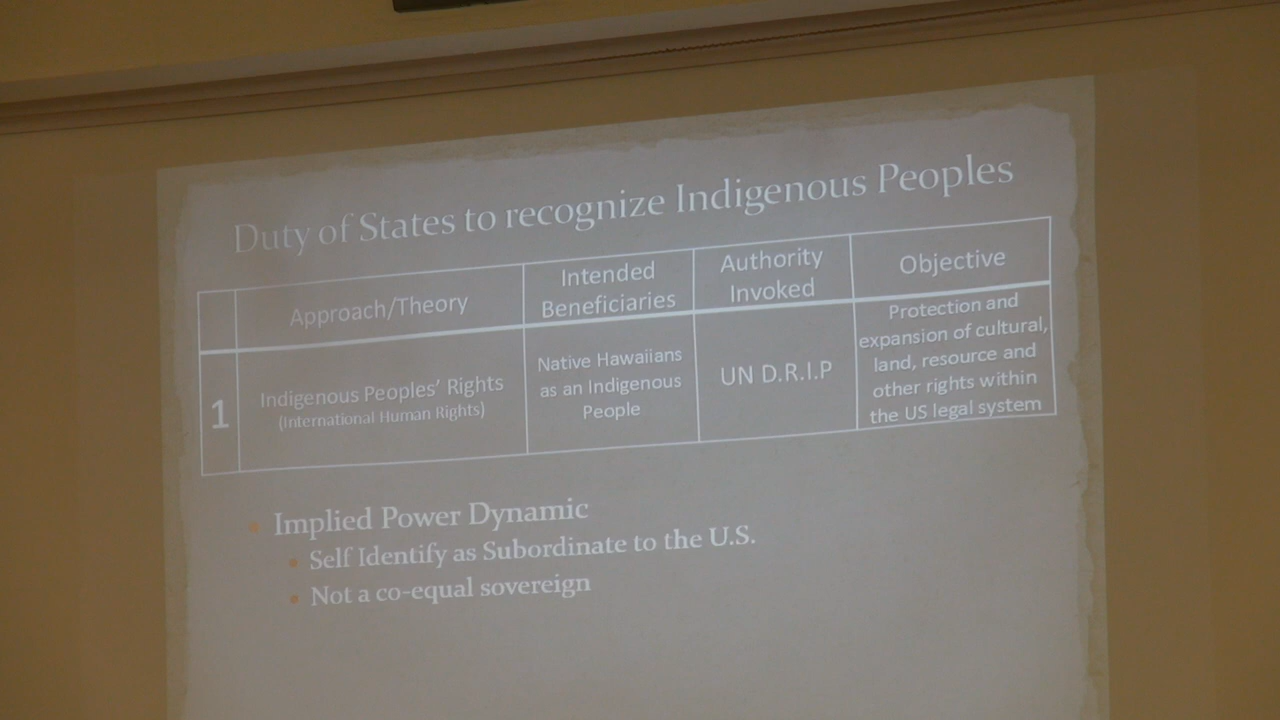 Duty of States to recognize Indigenous Peoples
Approach/Theory
Intended
Beneficiaries
Authority
Invoked
Objective
1
Indigenous Peoples' Rights
(International Human Rights)
Native Hawaiians
as an Indigenous
People
UN D.R.I.P
Protection and
expansion of cultural,
land, resource and
other rights within
the US legal system
Implied Power Dynamic
Self Identify as Subordinate to the U.S.
Not a co-equal sovereign